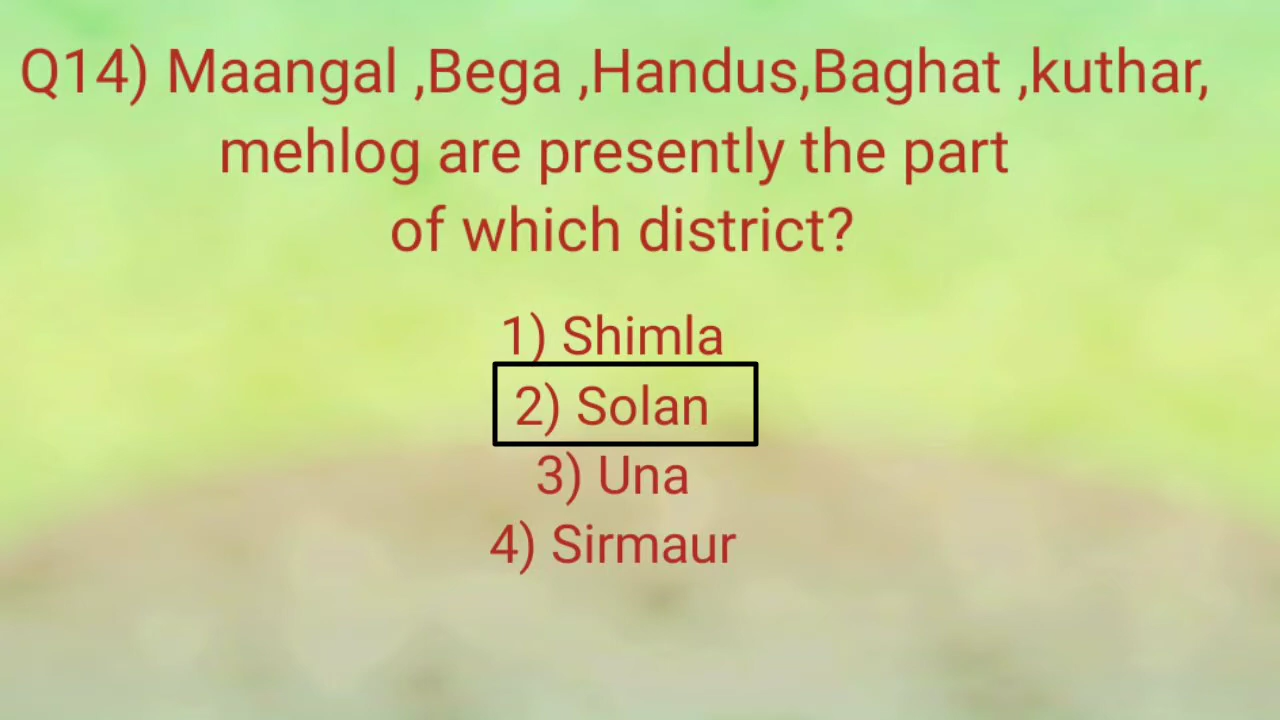 Q14) Maangal ,Bega ,Handus,Baghat ,kuthar,
mehlog are presently the part
of which district?
1) Shimla
2) Solan
3) Una
4) Sirmaur